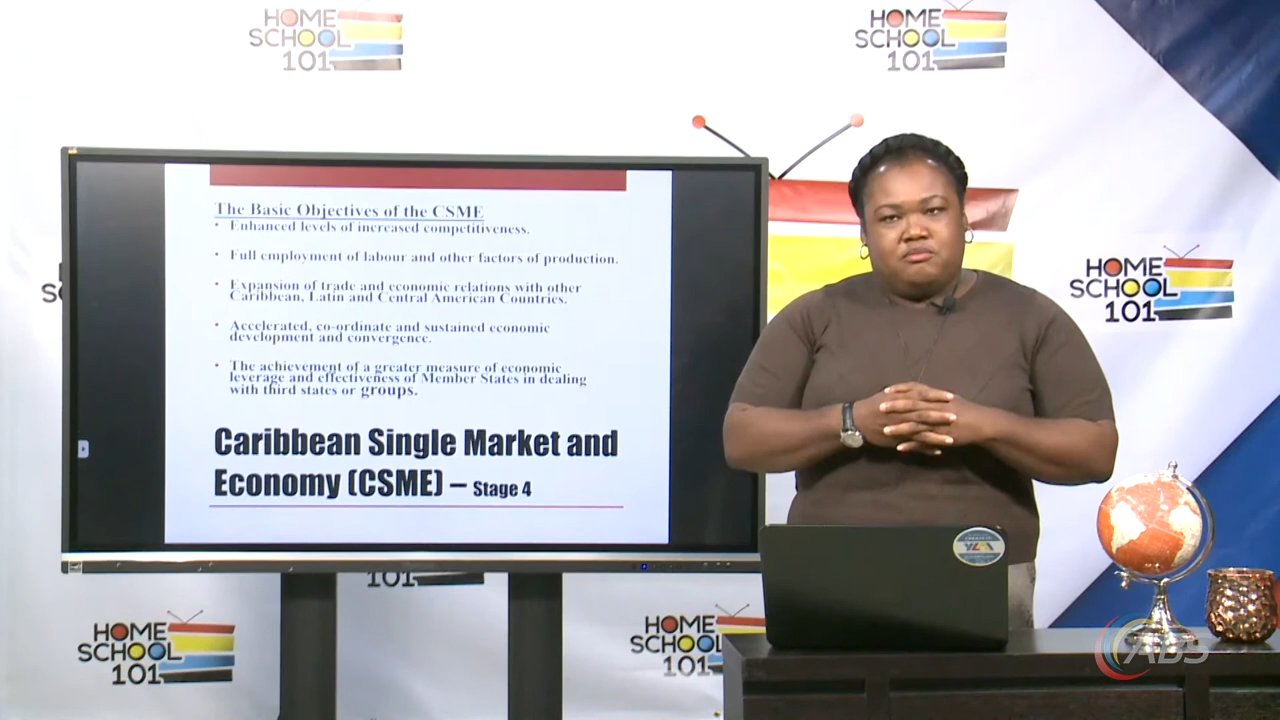 HOME
SCHOOL
101
HOME
SCHOOL
101
The Basic Objectives of the CSME
• Enhanced levels of increased competitiveness.
• Full employment of labour and other factors of production.
• Expansion of trade and economic relations with other
Caribbean, Latin and Central American Countries.
• Accelerated, co-ordinate and sustained economic
development and convergence.
• The achievement of a greater measure of economic
leverage and effectiveness of Member States in dealing
with third states or groups.
Caribbean Single Market and
Economy (CSME) – Stage 4
HOME
SCHOOL
101
101
HOME
SCHOOL
101
HOME
SCHOOL
101
ABS